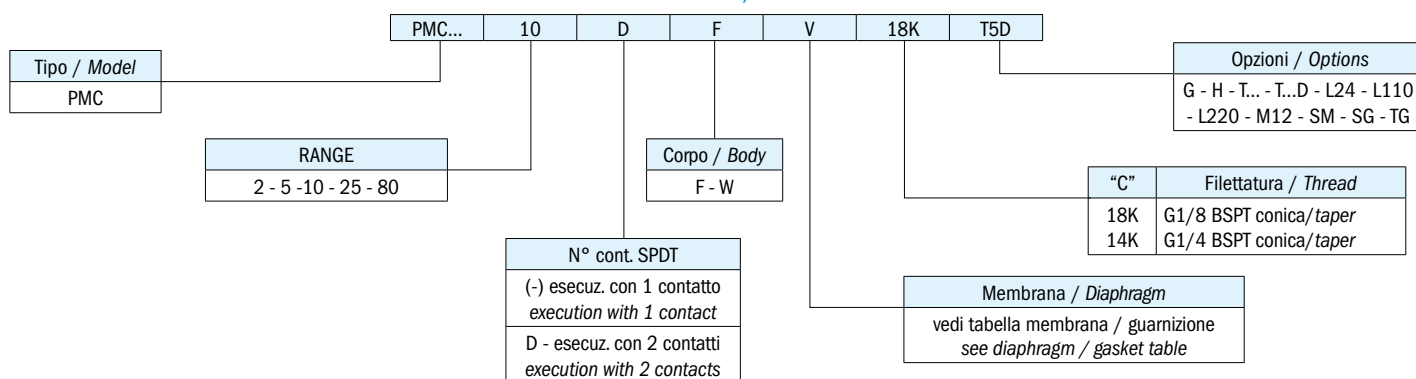 PMC... 10 D F V 18K T5D
Tipo / Model
PMC
RANGE
2 - 5 -10 - 25 - 80
N° cont. SPDT
(-) esecuz. con 1 contatto
execution with 1 contact
D - esecuz. con 2 contatti
execution with 2 contacts
Corpo / Body
F - W
Membrana / Diaphragm
vedi tabella membrana / guarnizione
see diaphragm / gasket table
"C" Filettatura / Thread
18K G1/8 BSPT conica/taper
14K G1/4 BSPT conica/taper
Opzioni / Options
G - H - T... - T...D - L24 - L110
- L220 - M12 - SM - SG - TG